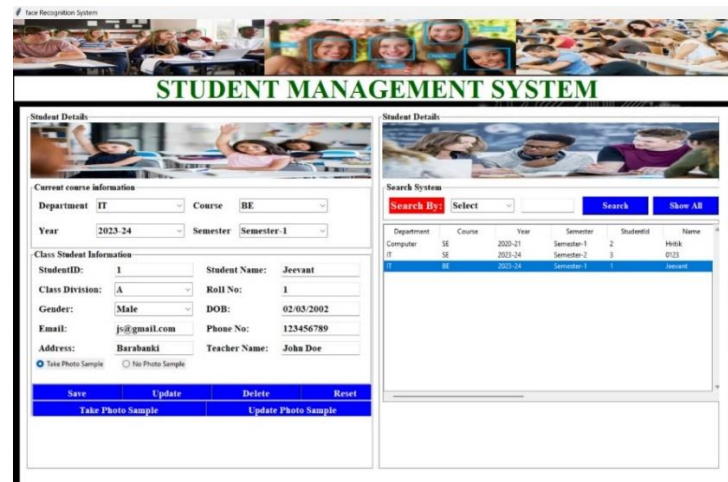 face Recognition System
STUDENT MANAGEMENT SYSTEM
Student Details
Current course information
Department IT Course BE
Year 2023-24 Semester Semester-1
Class Student Information
StudentID: 1 Student Name: Jeevant
Class Division: A Roll No: 1
Gender: Male DOB: 02/03/2002
Email: js@gmail.com Phone No: 123456789
Address: Barabanki Teacher Name: John Doe
Take Photo Sample No Photo Sample
Save Update Delete Reset
Take Photo Sample Update Photo Sample
Student Details
Search System
Search By: Select Search Show All
Department Course Year Semester StudentId Name
Computer SE 2020-21 Semester-1 2 Hritik
IT SE 2023-24 Semester-2 3 0123
IT BE 2023-24 Semester-1 1 Jeevant